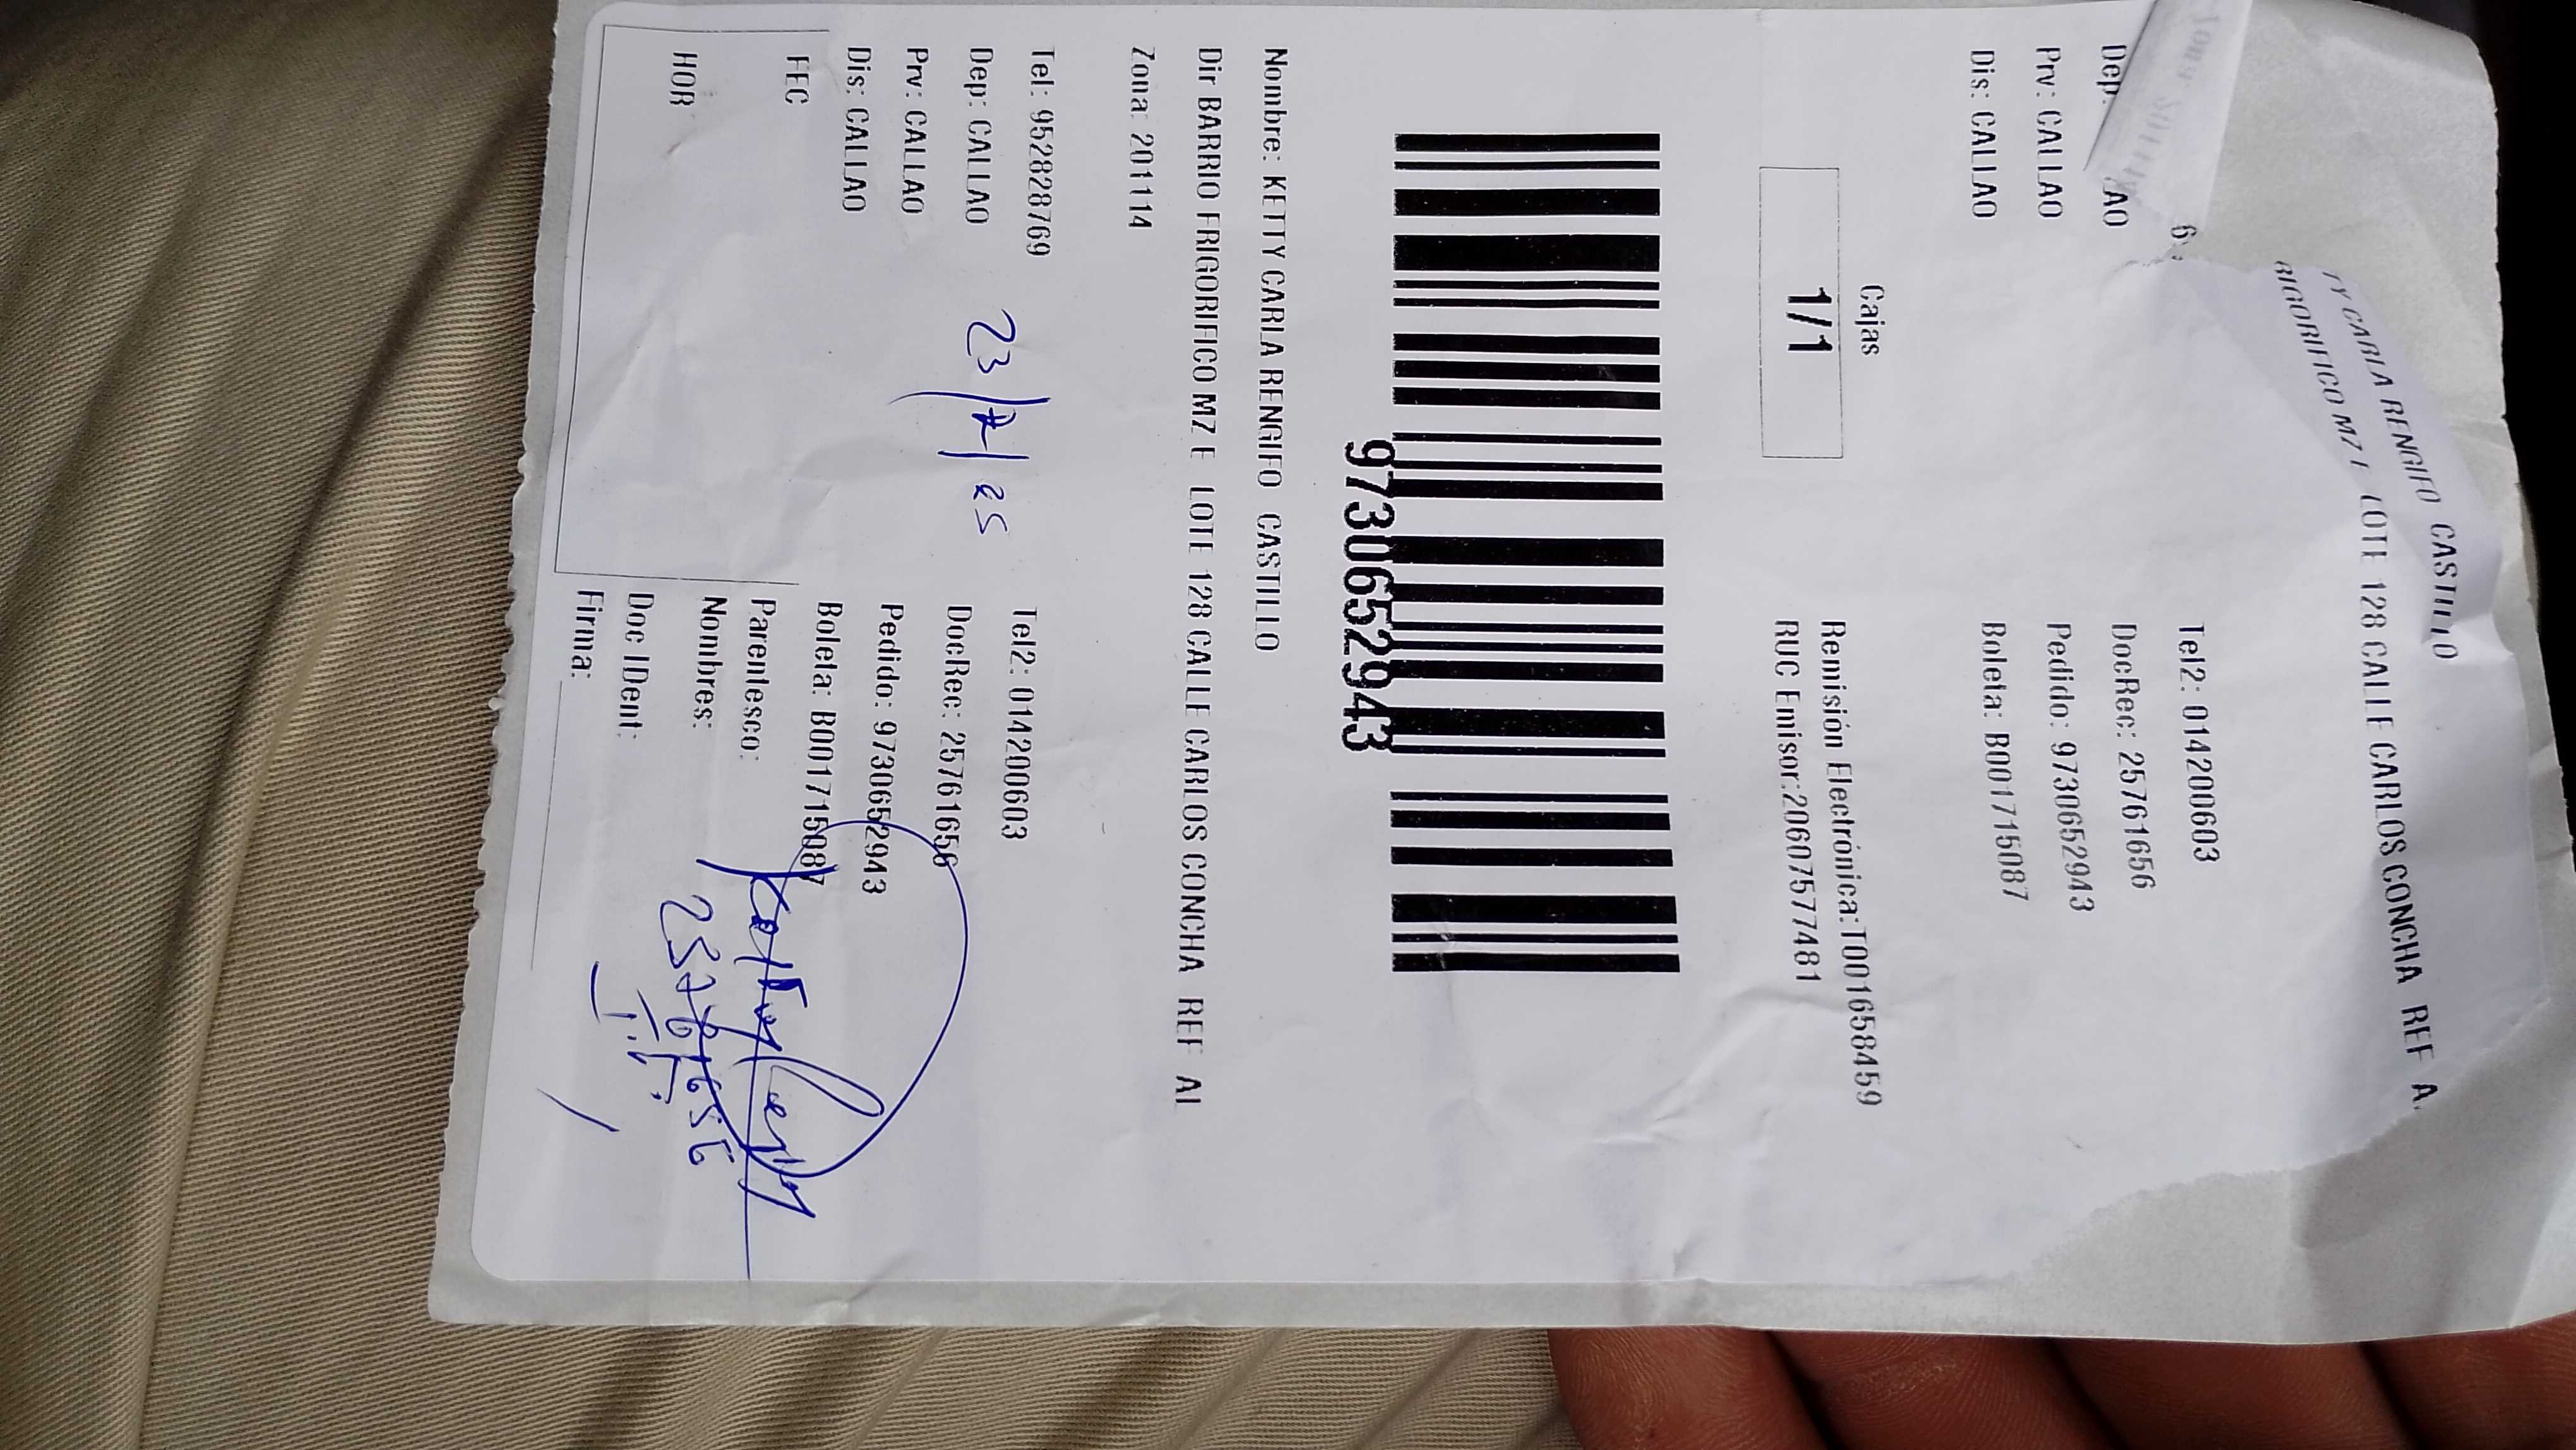 TY CARLA RENGIFO CASTILLO
RIGORIFICO MZ E LOTE 128 CALLE CARLOS CONCHA REF A
Tel2: 014200603
Dep: AO
DocRec: 25761656
Prv: CALLAO
Pedido: 9730652943
Dis: CALLAO
Boleta: B001715087
Cajas
1/1
Remisión Electrónica:T001658459
RUC Emisor:20607577481
9730652943
Nombre: KETTY CARLA RENGIFO CASTILLO
Dir BARRIO FRIGORIFICO MZ E LOTE 128 CALLE CARLOS CONCHA REF AL
Zona: 201114
Tel: 952828769
Tel2: 014200603
Dep: CALLAO
DocRec: 25761656
Prv: CALLAO
Pedido: 9730652943
Dis: CALLAO
Boleta: B001715087
FEC
Parentesco:
HOR
Nombres:
Doc IDent:
Firma: